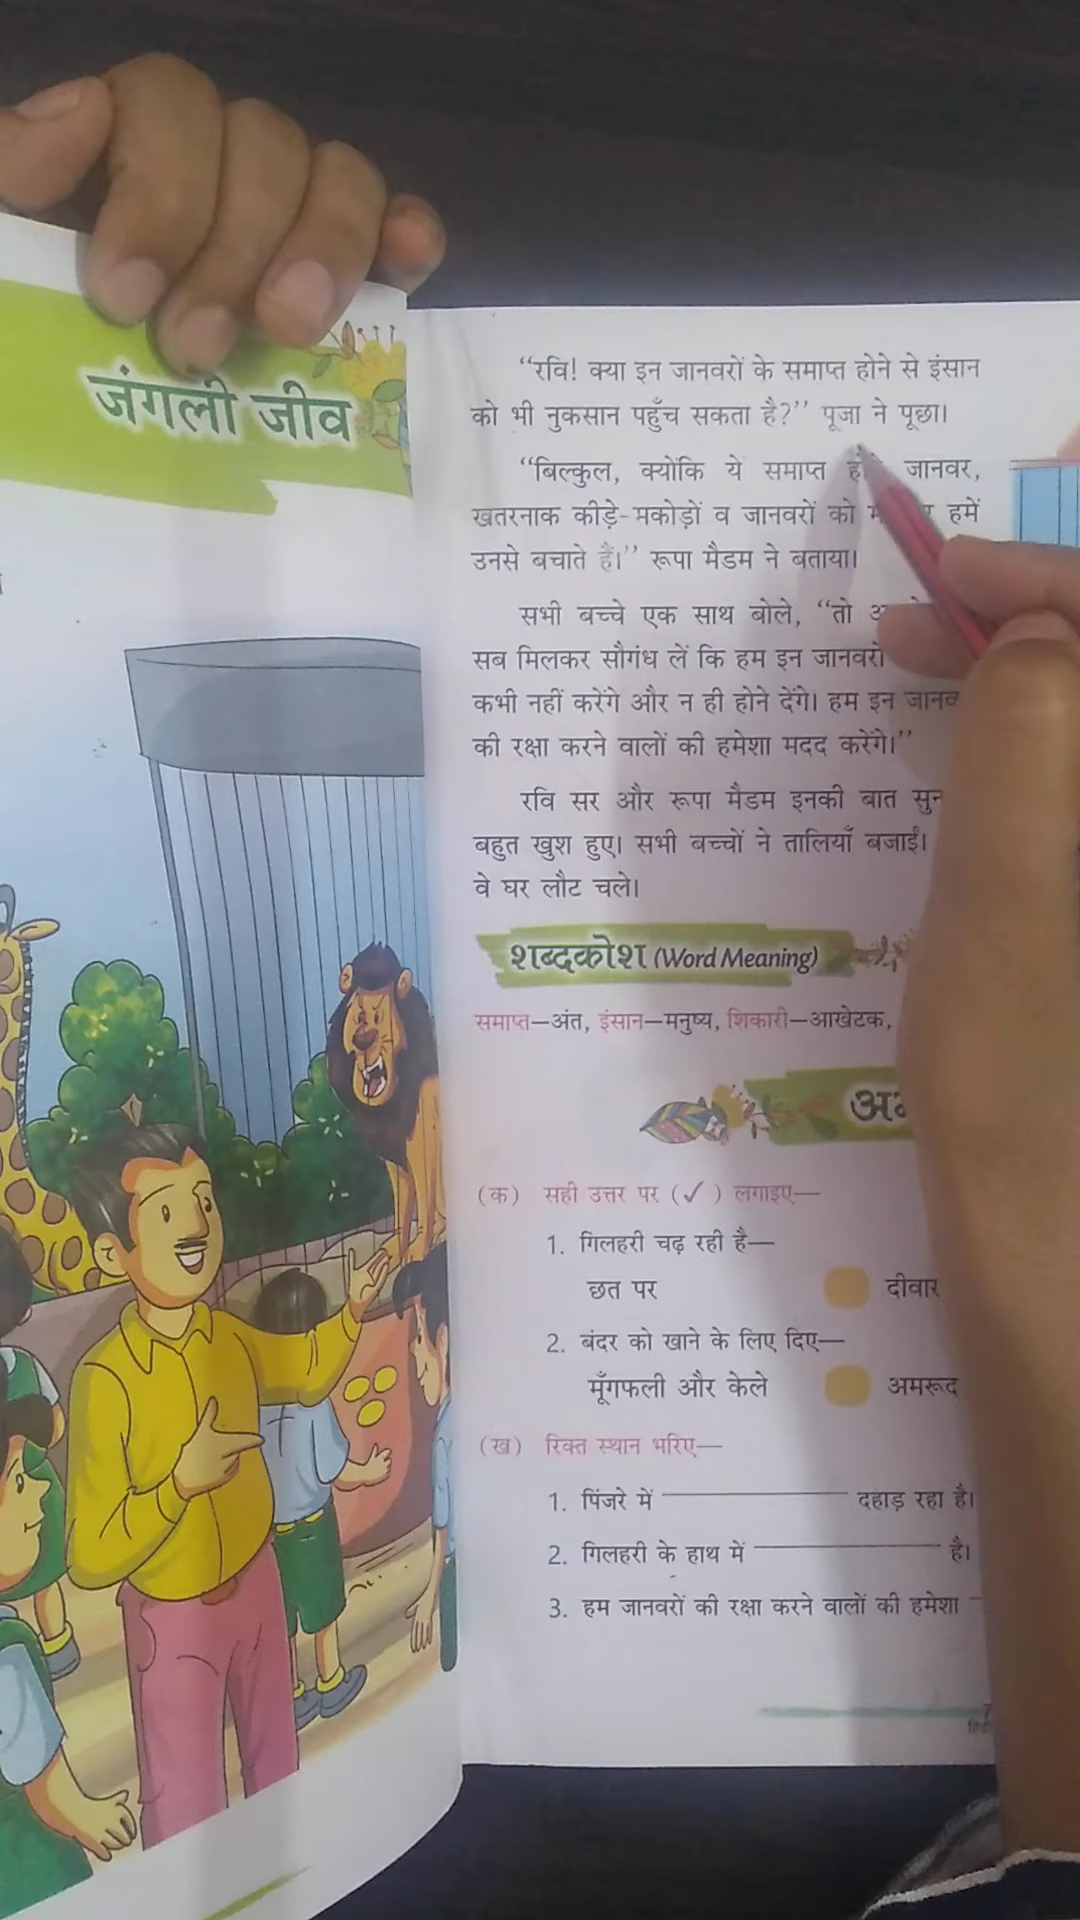 जंगली जीव
“रवि! क्या इन जानवरों के समाप्त होने से इंसान
को भी नुकसान पहुँच सकता है?” पूजा ने पूछा।
“बिल्कुल, क्योंकि ये समाप्त जानवर,
खतरनाक कीड़े-मकोड़ों व जानवरों को हमें
उनसे बचाते हैं।” रूपा मैडम ने बताया।
सभी बच्चे एक साथ बोले, “तो
सब मिलकर सौगंध लें कि हम इन जानवरों
कभी नहीं करेंगे और न ही होने देंगे। हम इन
की रक्षा करने वालों की हमेशा मदद करेंगे।”
रवि सर और रूपा मैडम इनकी बात
बहुत खुश हुए। सभी बच्चों ने तालियाँ बजाईं।
वे घर लौट चले।
शब्दकोश (Word Meaning)
समाप्त—अंत, इंसान—मनुष्य, शिकारी—आखेटक,
(क) सही उत्तर पर (✓) लगाइए—
1. गिलहरी चढ़ रही है—
छत पर दीवार
2. बंदर को खाने के लिए दिए—
मूँगफली और केले अमरूद
(ख) रिक्त स्थान भरिए—
1. पिंजरे में __________ दहाड़ रहा है।
2. गिलहरी के हाथ में __________ है।
3. हम जानवरों की रक्षा करने वालों की हमेशा